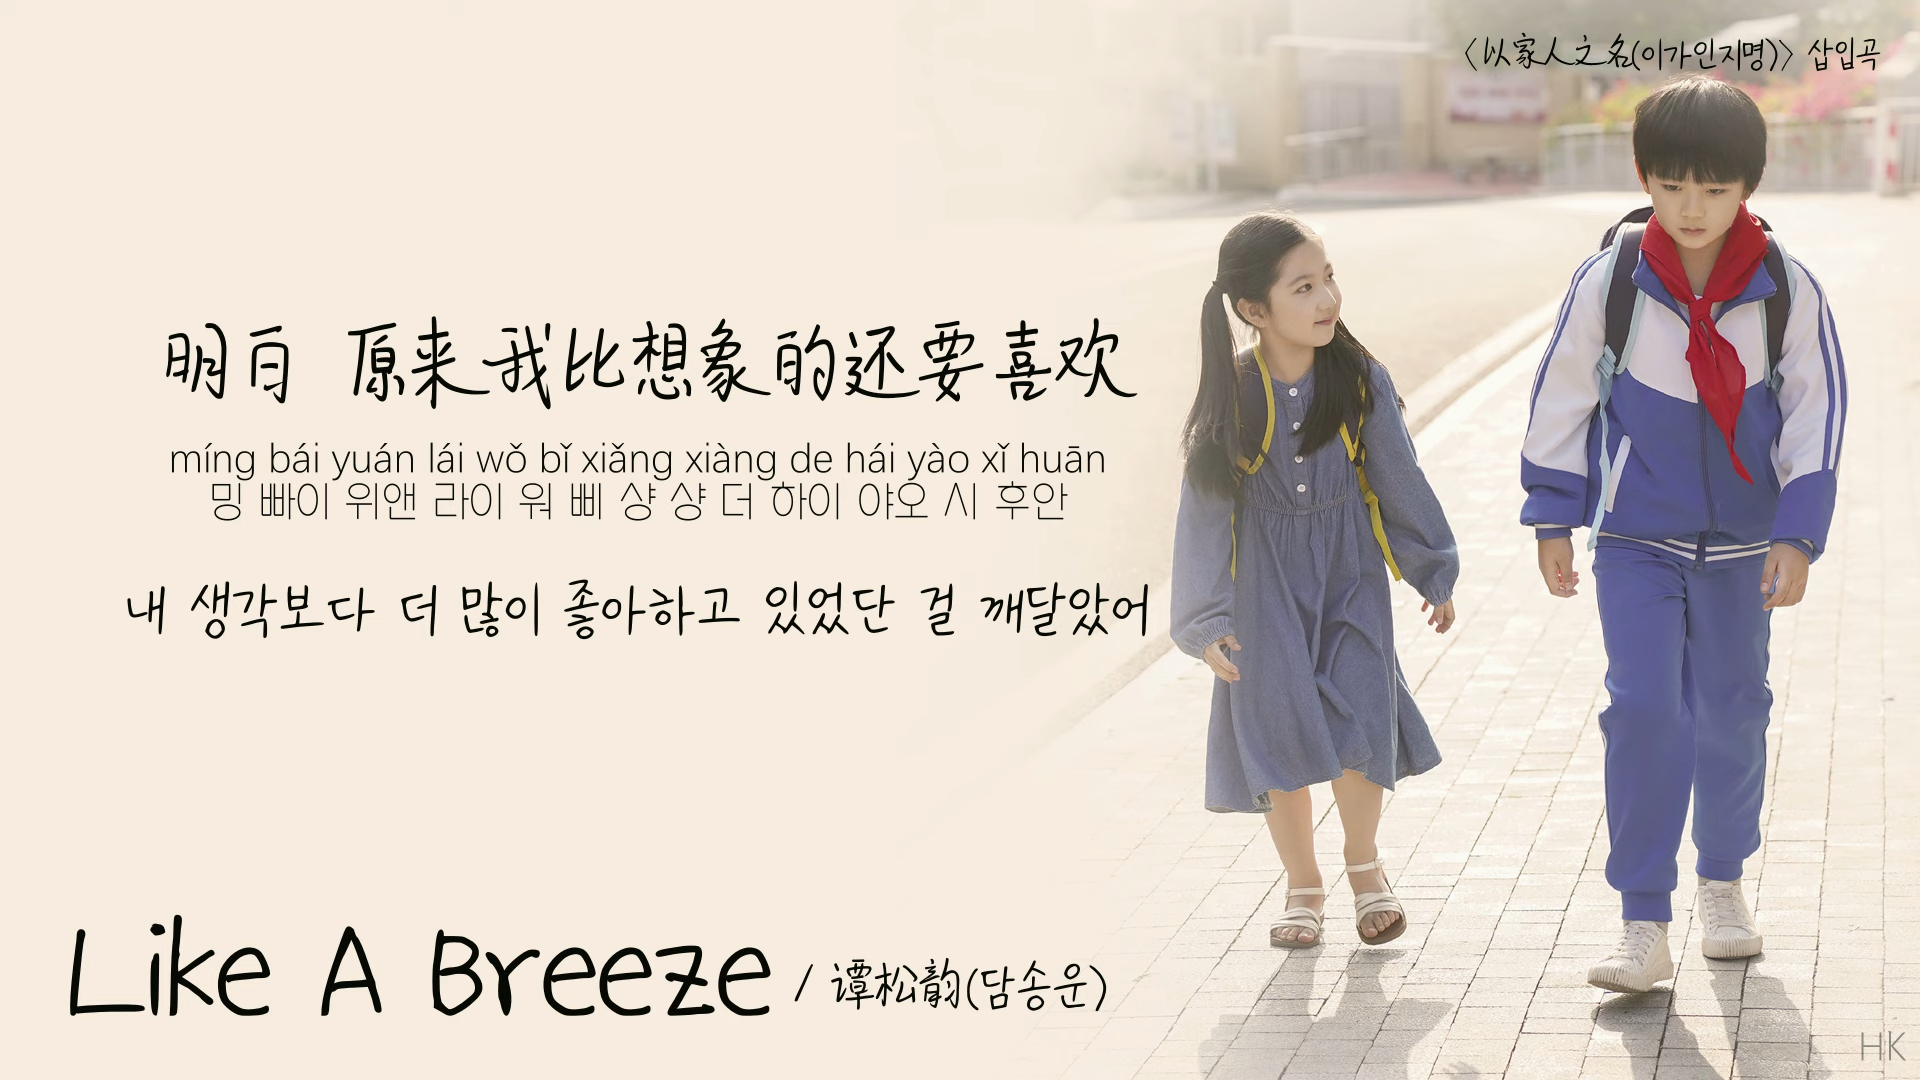 〈以家人之名(이가인지명)〉 삽입곡
明白 原来我比想象的还要喜欢
míng bái yuán lái wǒ bǐ xiǎng xiàng de hái yào xǐ huān
밍 빠이 위앤 라이 워 삐 샹 샹 더 하이 야오 시 후안
내 생각보다 더 많이 좋아하고 있었단 걸 깨달았어
Like A Breeze / 谭松韵(담송운)
HK